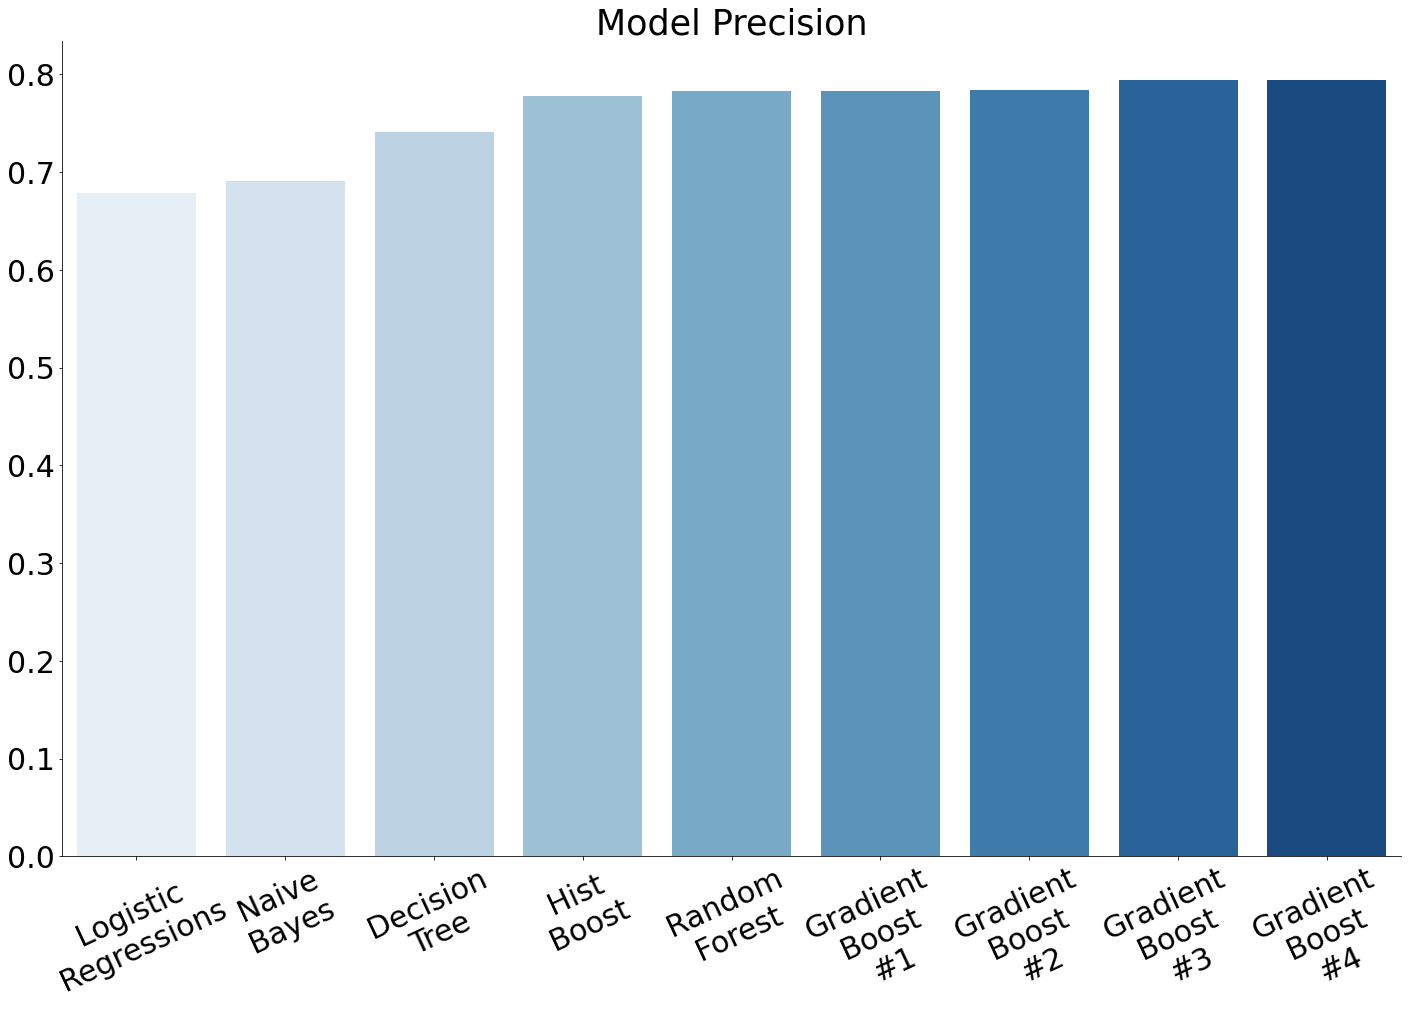 Model Precision
0.8
0.7
0.6
0.5
0.4
0.3
0.2
0.1
0.0
Logistic
Regressions
Naive
Bayes
Decision
Tree
Hist
Boost
Random
Forest
Gradient
Boost
#1
Gradient
Boost
#2
Gradient
Boost
#3
Gradient
Boost
#4